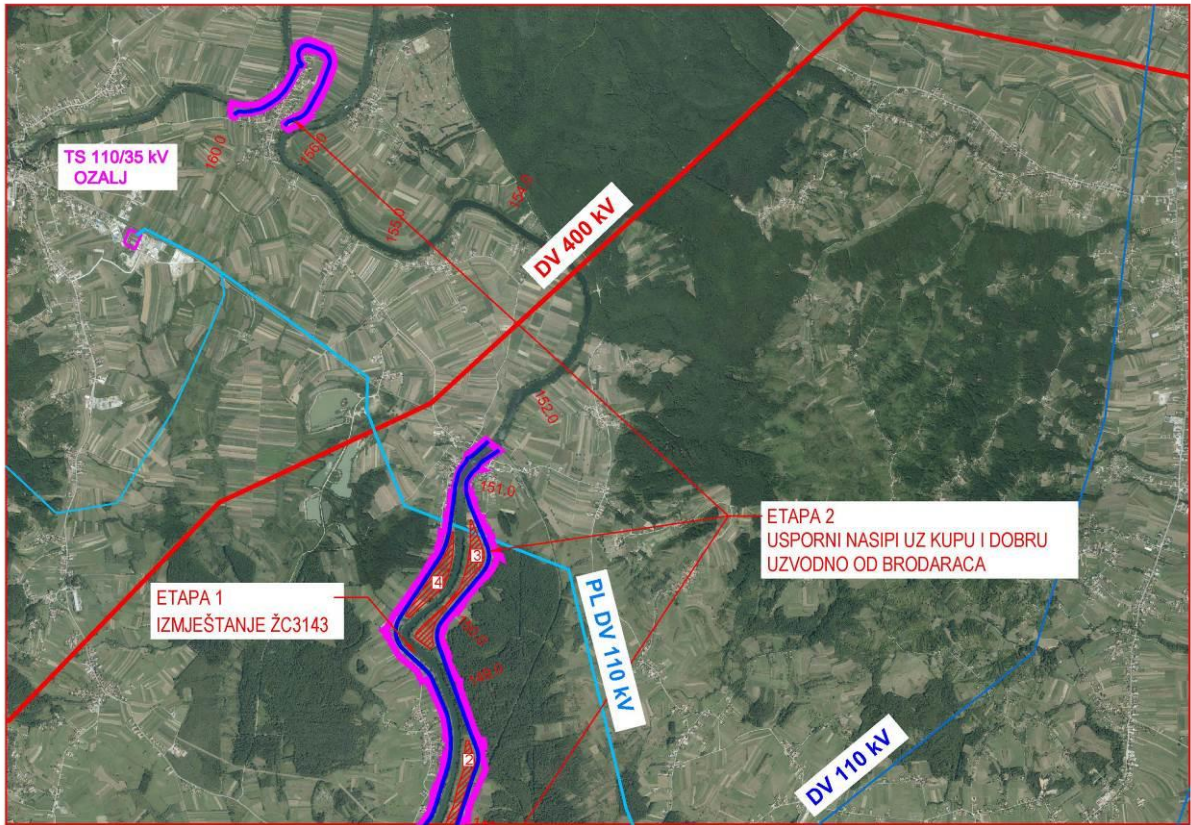 160,0
156,0
TS 110/35 kV
OZALJ
155,0
DV 400 kV
152,0
151,0
ETAPA 2
USPORNI NASIPI UZ KUPU I DOBRU
UZVODNO OD BRODARACA
3
4
ETAPA 1
IZMJEŠTANJE ŽC3143
PL DV 110 kV
2
DV 110 kV